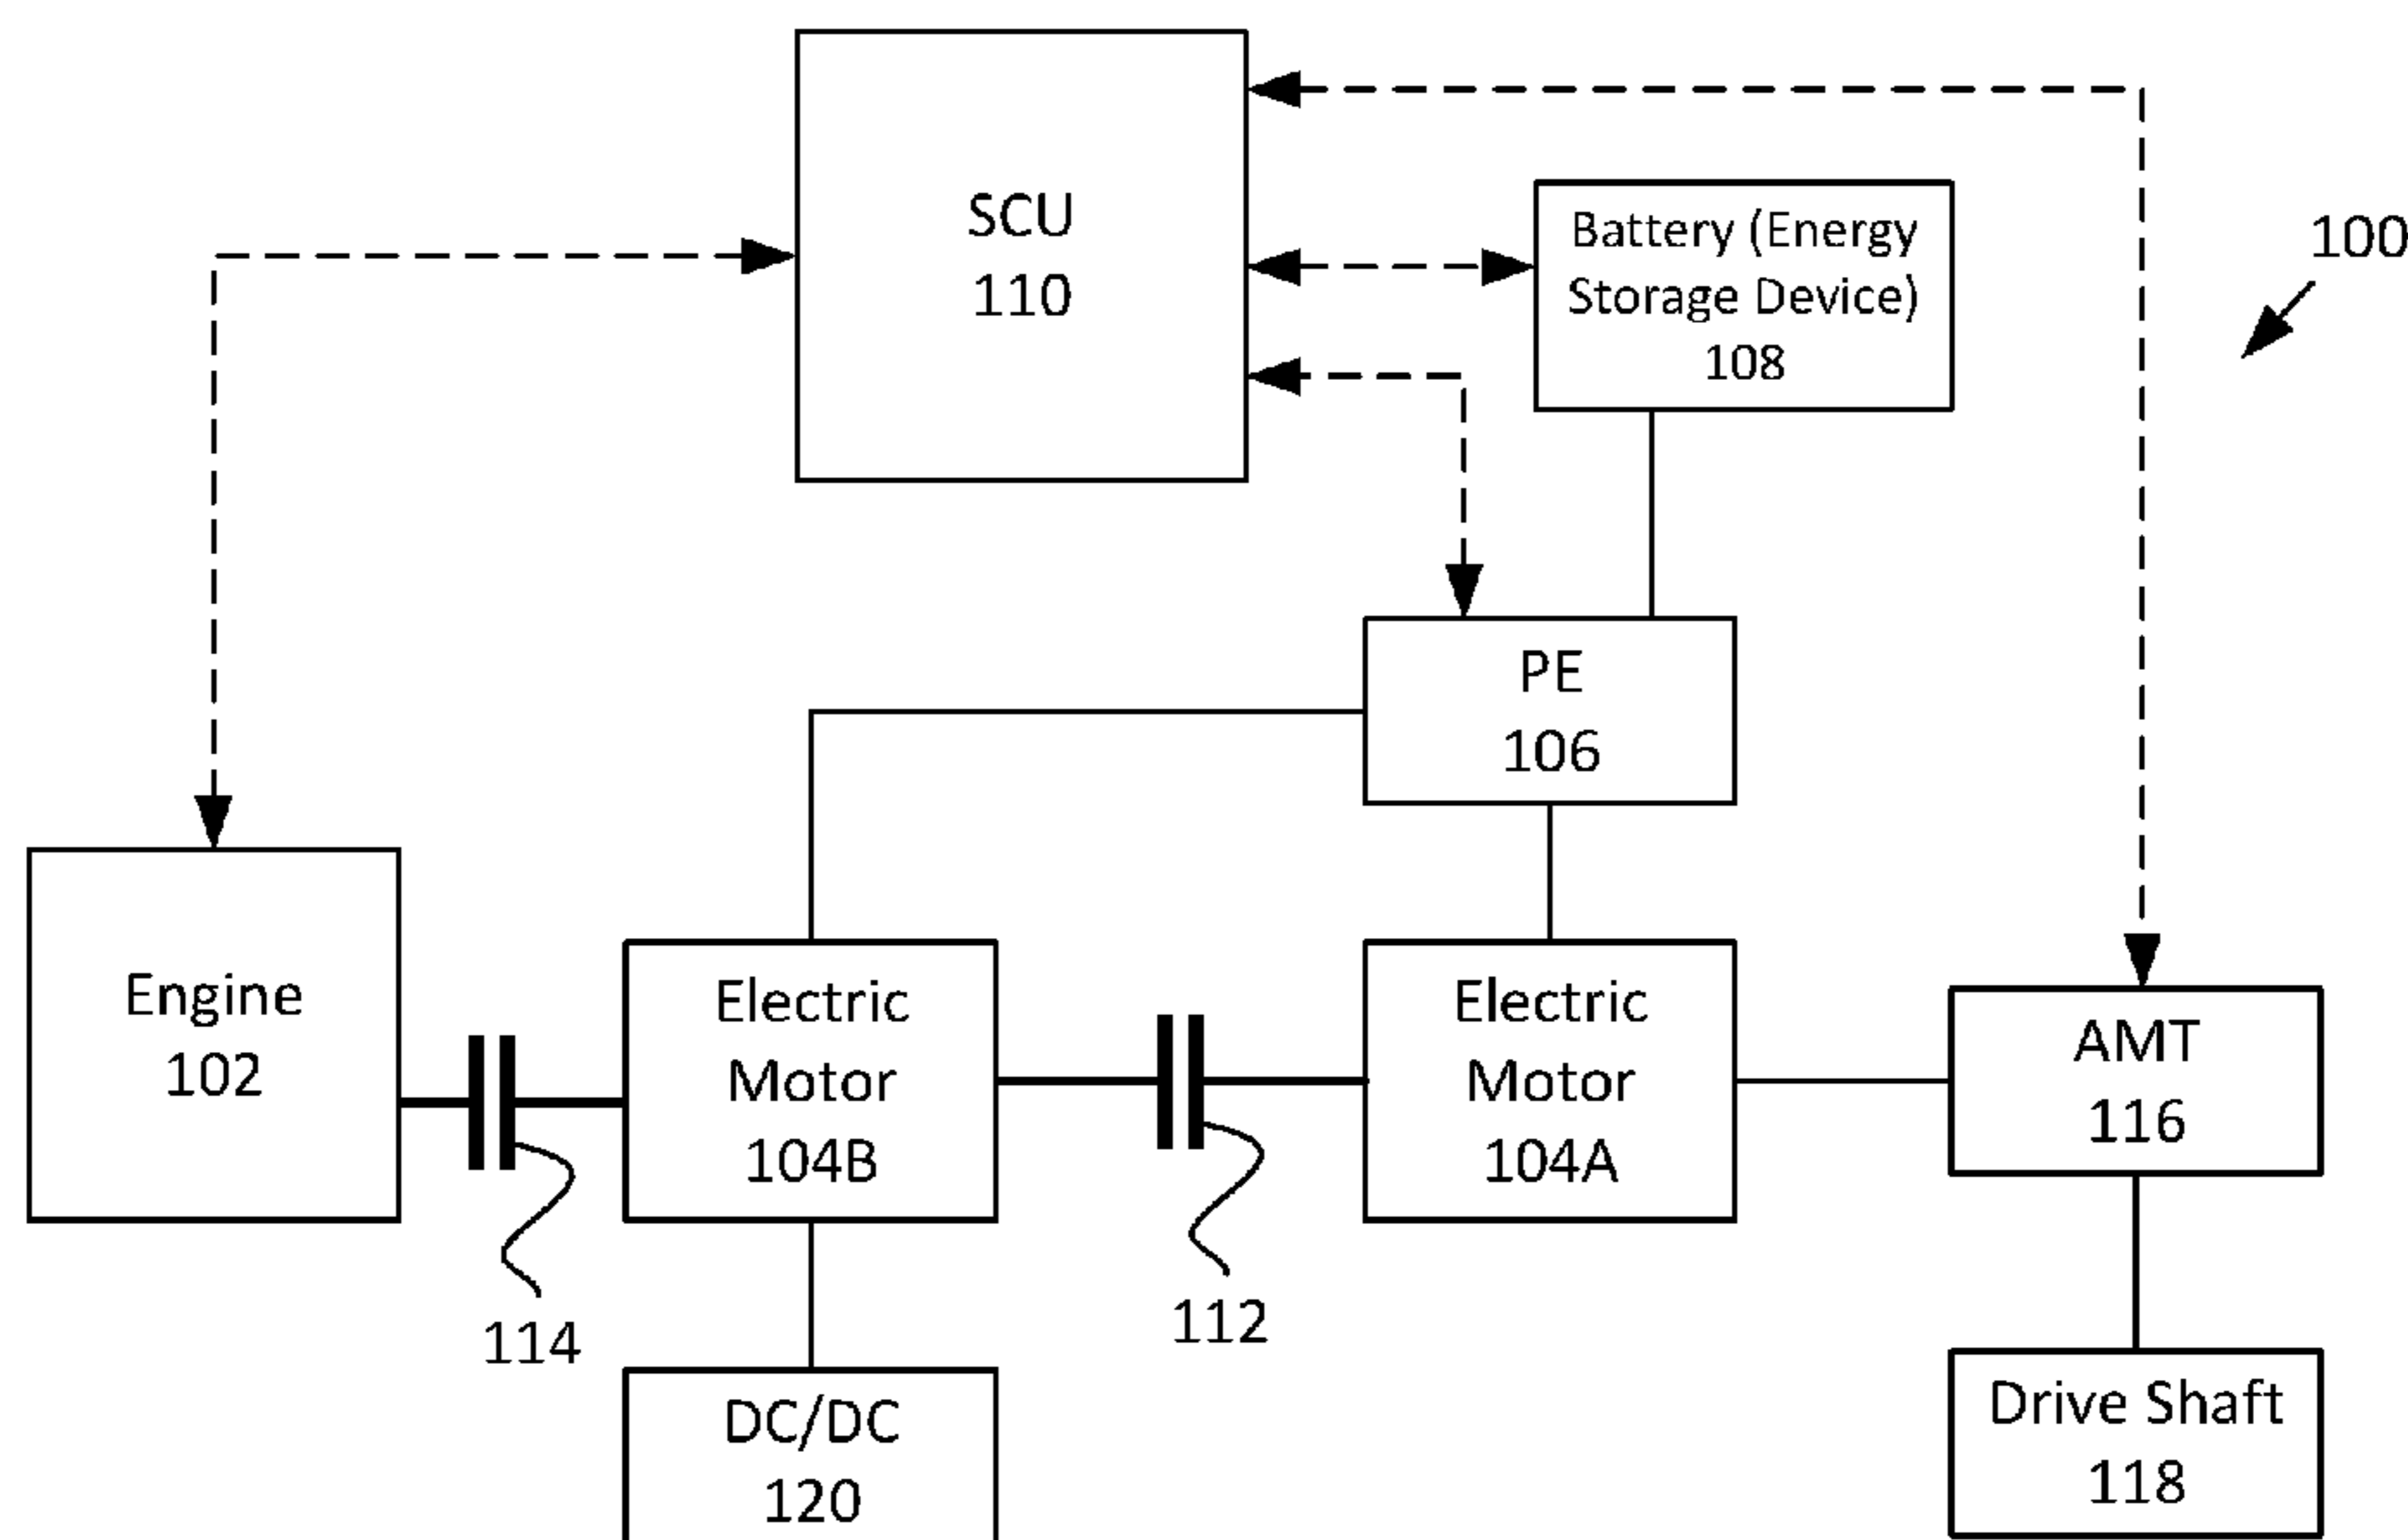 SCU
110
Battery (Energy
Storage Device)
108
100
PE
106
Engine
102
Electric
Motor
104B
Electric
Motor
104A
AMT
116
114
112
DC/DC
120
Drive Shaft
118